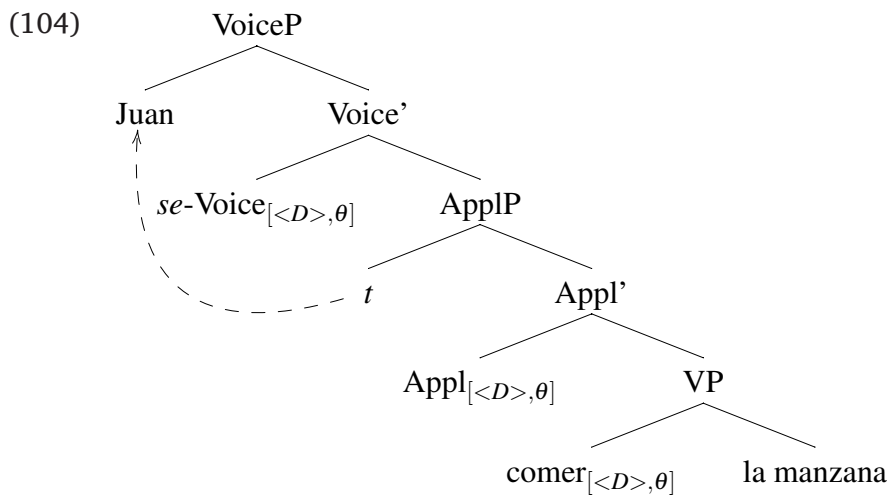 (104) VoiceP
Juan Voice’
se-Voice[<D>,θ] ApplP
t Appl’
Appl[<D>,θ] VP
comer[<D>,θ] la manzana